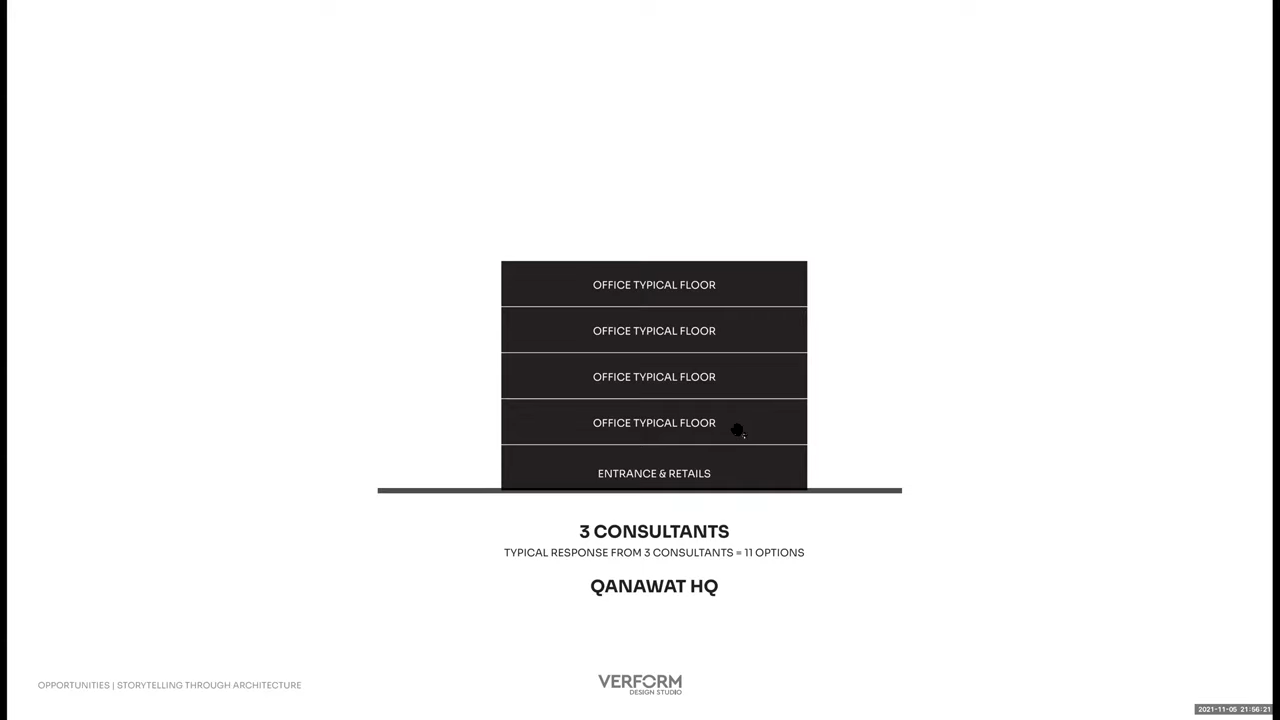 OFFICE TYPICAL FLOOR
OFFICE TYPICAL FLOOR
OFFICE TYPICAL FLOOR
OFFICE TYPICAL FLOOR
ENTRANCE & RETAILS
3 CONSULTANTS
TYPICAL RESPONSE FROM 3 CONSULTANTS = 11 OPTIONS
QANAWAT HQ
OPPORTUNITIES | STORYTELLING THROUGH ARCHITECTURE
VERFORM
DESIGN STUDIO
2021-11-05 21:56:21